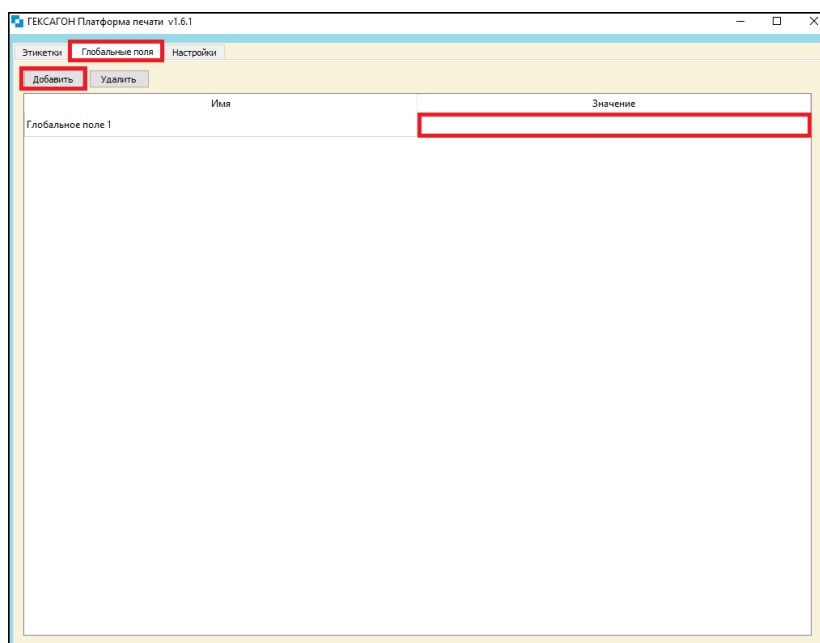 ГЕКСАГОН Платформа печати v1.6.1
Этикетки Глобальные поля Настройки
Добавить Удалить
Имя Значение
Глобальное поле 1